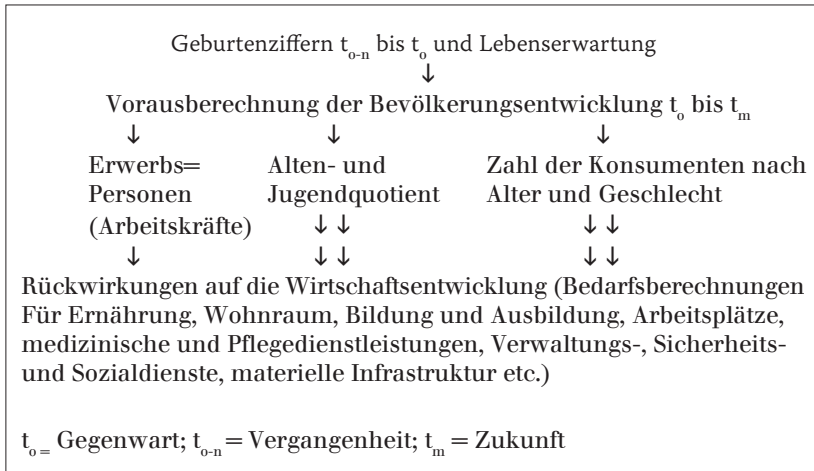 Geburtenziffern t₀₋ₙ bis t₀ und Lebenserwartung
↓
Vorausberechnung der Bevölkerungsentwicklung t₀ bis tₘ
↓ ↓ ↓
Erwerbs= Alten- und Zahl der Konsumenten nach
Personen Jugendquotient Alter und Geschlecht
(Arbeitskräfte) ↓ ↓ ↓ ↓
↓ ↓ ↓ ↓ ↓
Rückwirkungen auf die Wirtschaftsentwicklung (Bedarfsberechnungen
Für Ernährung, Wohnraum, Bildung und Ausbildung, Arbeitsplätze,
medizinische und Pflegedienstleistungen, Verwaltungs-, Sicherheits-
und Sozialdienste, materielle Infrastruktur etc.)
t₀ = Gegenwart; t₀₋ₙ = Vergangenheit; tₘ = Zukunft